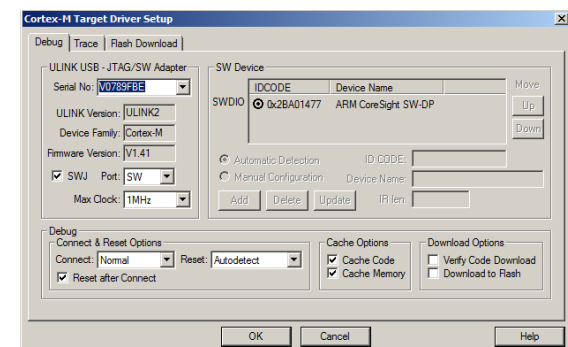 Cortex-M Target Driver Setup
Debug Trace Flash Download
ULINK USB - JTAG/SW Adapter
Serial No: V0789FBE
ULINK Version: ULINK2
Device Family: Cortex-M
Firmware Version: V1.41
SWJ Port: SW
Max Clock: 1MHz
SW Device
IDCODE Device Name Move
SWDIO 0x2BA01477 ARM CoreSight SW-DP Up
Down
Automatic Detection ID CODE:
Manual Configuration Device Name:
Add Delete Update IR len:
Debug
Connect & Reset Options
Connect: Normal Reset: Autodetect
Reset after Connect
Cache Options
Cache Code
Cache Memory
Download Options
Verify Code Download
Download to Flash
OK Cancel Help